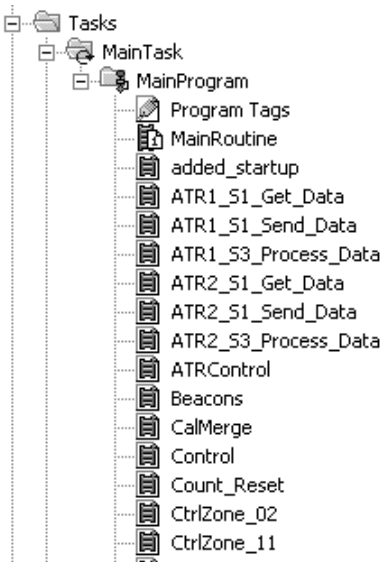 Tasks
MainTask
MainProgram
Program Tags
MainRoutine
added_startup
ATR1_S1_Get_Data
ATR1_S1_Send_Data
ATR1_S3_Process_Data
ATR2_S1_Get_Data
ATR2_S1_Send_Data
ATR2_S3_Process_Data
ATRControl
Beacons
CalMerge
Control
Count_Reset
CtrlZone_02
CtrlZone_11